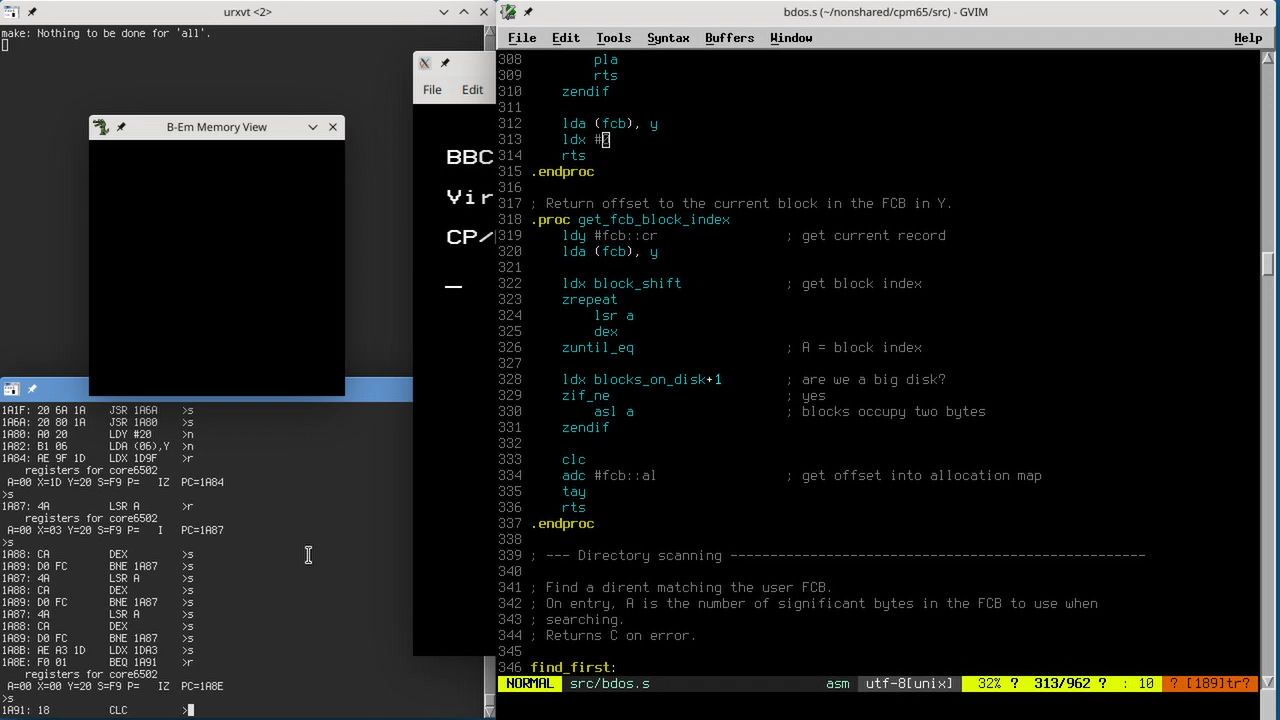 urxvt <2>
make: Nothing to be done for 'all'.
B-Em Memory View
File Edit
BBC
Vir
CP/
1A1F: 20 6A 1A JSR 1A6A >s
1A6A: 20 80 1A JSR 1A80 >s
1A80: A0 20 LDY #20 >n
1A82: B1 06 LDA (06),Y >n
1A84: AE 9F 1D LDX 1D9F >r
registers for core6502
A=00 X=1D Y=20 S=F9 P= IZ PC=1A84
>s
1A87: 4A LSR A >r
registers for core6502
A=00 X=03 Y=20 S=F9 P= I PC=1A87
>s
1A88: CA DEX >s
1A89: D0 FC BNE 1A87 >s
1A87: 4A LSR A >s
1A88: CA DEX >s
1A89: D0 FC BNE 1A87 >s
1A87: 4A LSR A >s
1A88: CA DEX >s
1A89: D0 FC BNE 1A87 >s
1A8B: AE A3 1D LDX 1DA3 >s
1A8E: F0 01 BEQ 1A91 >r
registers for core6502
A=00 X=00 Y=20 S=F9 P= IZ PC=1A8E
>s
1A91: 18 CLC >
bdos.s (~/nonshared/cpm65/src) - GVIM
File Edit Tools Syntax Buffers Window Help
308 pla
309 rts
310 zendif
311
312 lda (fcb), y
313 ldx #0
314 rts
315 .endproc
316
317 ; Return offset to the current block in the FCB in Y.
318 .proc get_fcb_block_index
319 ldy #fcb::cr ; get current record
320 lda (fcb), y
321
322 ldx block_shift ; get block index
323 zrepeat
324 lsr a
325 dex
326 zuntil_eq ; A = block index
327
328 ldx blocks_on_disk+1 ; are we a big disk?
329 zif_ne ; yes
330 asl a ; blocks occupy two bytes
331 zendif
332
333 clc
334 adc #fcb::al ; get offset into allocation map
335 tay
336 rts
337 .endproc
338
339 ; --- Directory scanning ----------------------------------------------------
340
341 ; Find a dirent matching the user FCB.
342 ; On entry, A is the number of significant bytes in the FCB to use when
343 ; searching.
344 ; Returns C on error.
345
346 find_first:
NORMAL src/bdos.s asm utf-8[unix] 32% ? 313/962 ? : 10 ? [189]tr?